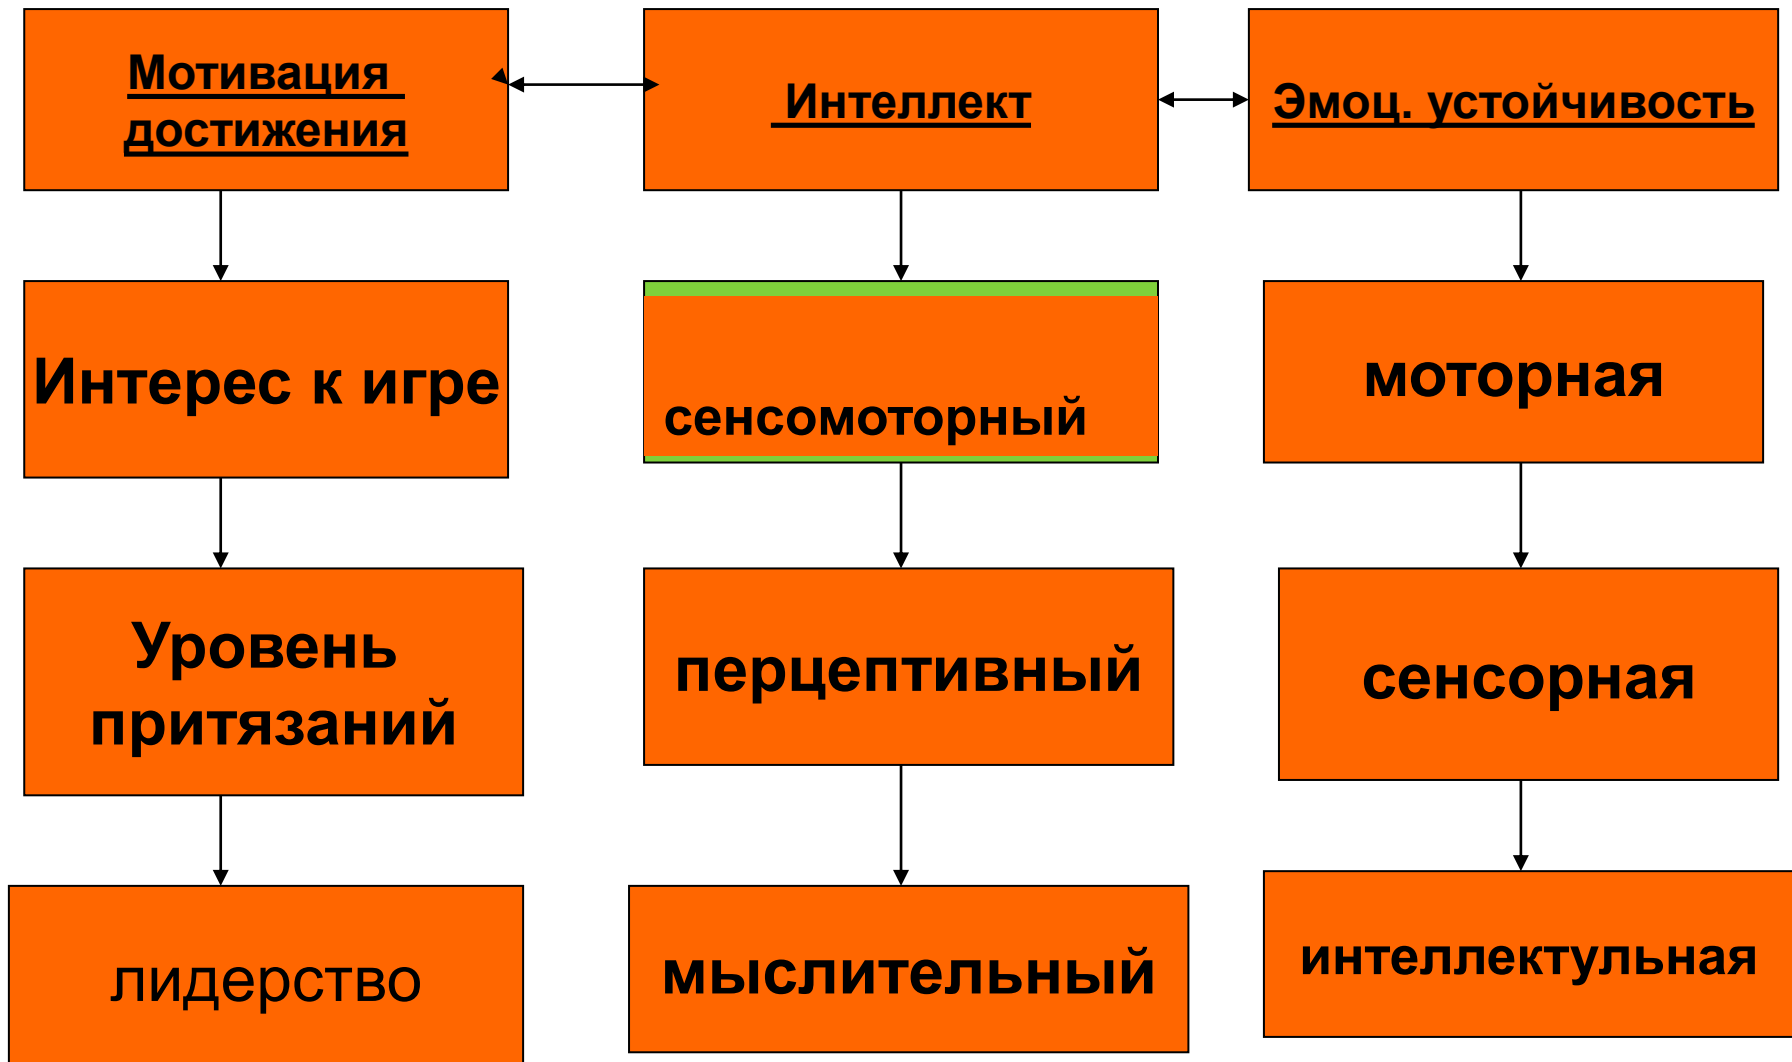 Мотивация
достижения
Интеллект
Эмоц. устойчивость
Интерес к игре
сенсомоторный
моторная
Уровень
притязаний
перцептивный
сенсорная
лидерство
мыслительный
интеллектульная